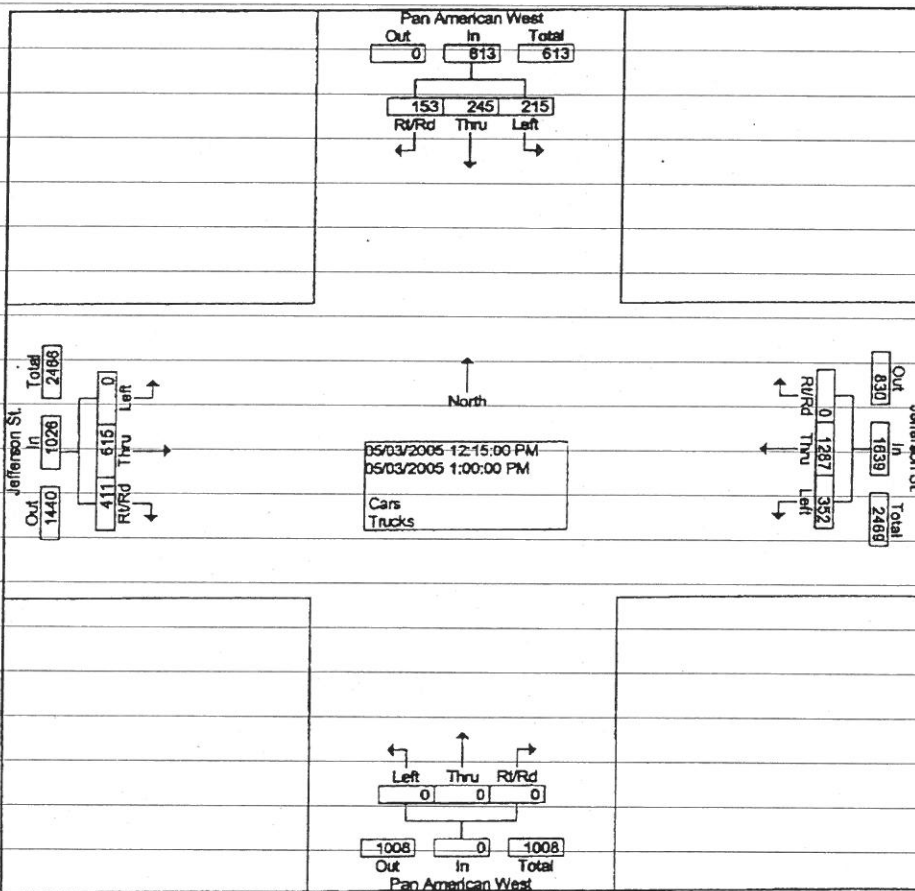 Pan American West
Out In Total
0 613 613
153 245 215
Rt/Rd Thru Left
Jefferson St.
Total In Out
2466 1026 1440
0 615 411
Left Thru Rt/Rd
North
05/03/2005 12:15:00 PM
05/03/2005 1:00:00 PM
Cars
Trucks
Rt/Rd Thru Left
0 1287 352
830 1639 2469
Out In Total
Left Thru Rt/Rd
0 0 0
1008 0 1008
Out In Total
Pan American West